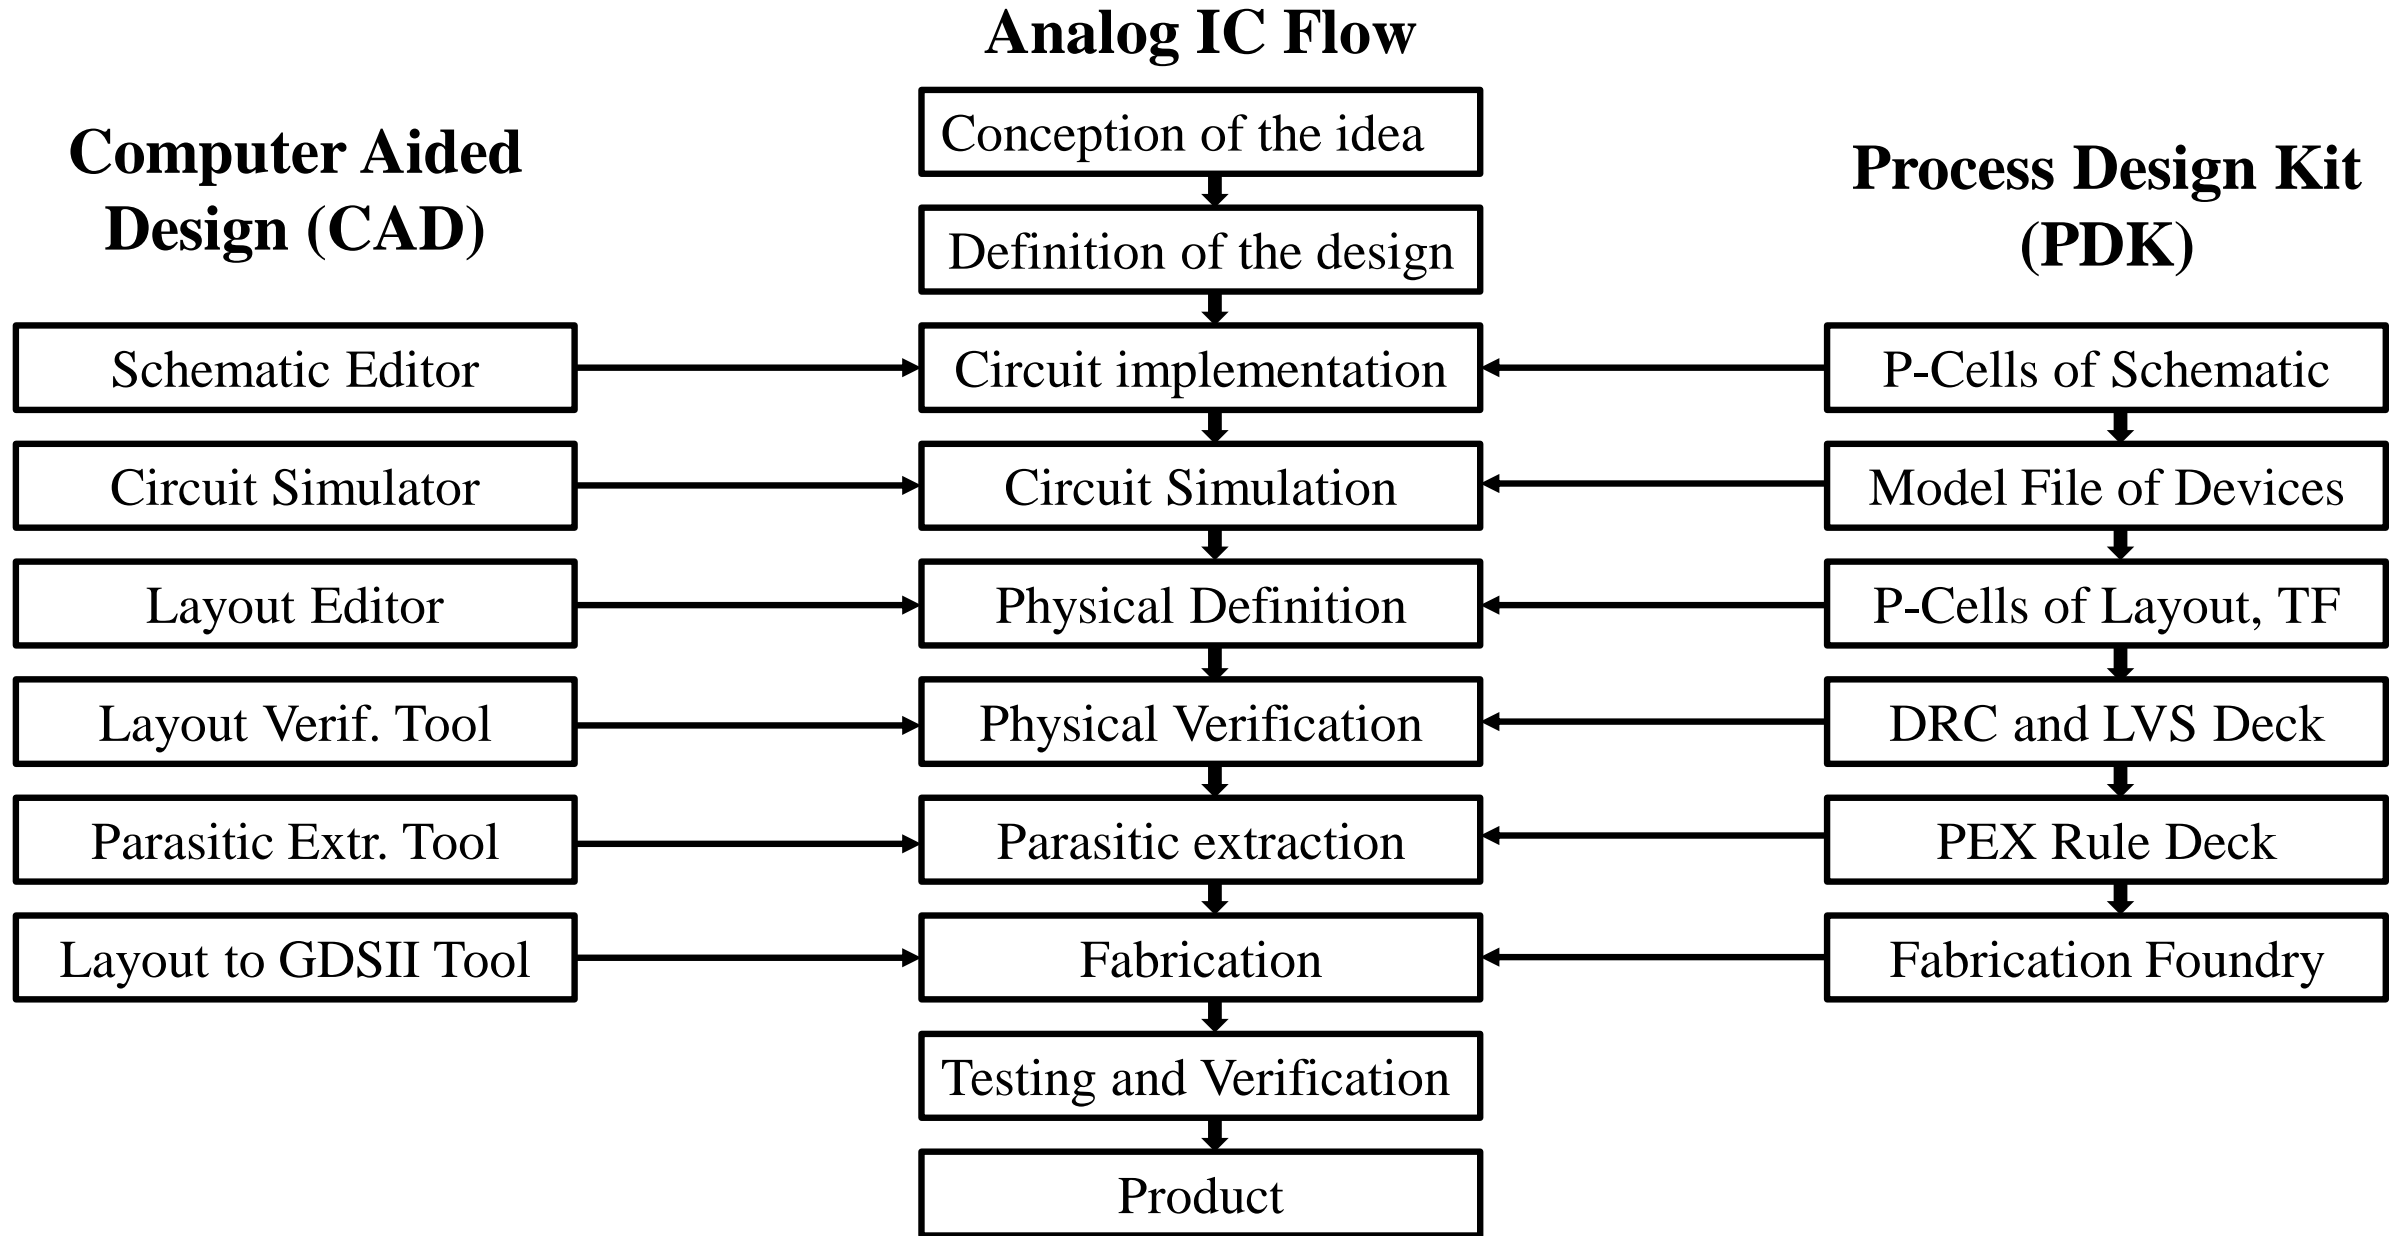 Analog IC Flow
Computer Aided
Design (CAD)
Process Design Kit
(PDK)
Conception of the idea
Definition of the design
Schematic Editor
Circuit implementation
P-Cells of Schematic
Circuit Simulator
Circuit Simulation
Model File of Devices
Layout Editor
Physical Definition
P-Cells of Layout, TF
Layout Verif. Tool
Physical Verification
DRC and LVS Deck
Parasitic Extr. Tool
Parasitic extraction
PEX Rule Deck
Layout to GDSII Tool
Fabrication
Fabrication Foundry
Testing and Verification
Product